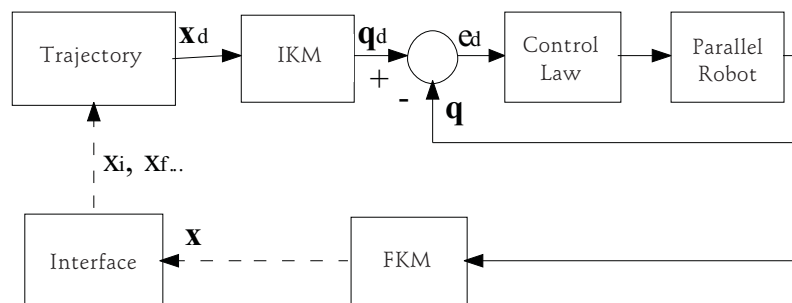 Trajectory
xd
IKM
qd
+
-
ed
Control
Law
Parallel
Robot
q
xi, xf...
Interface
x
FKM